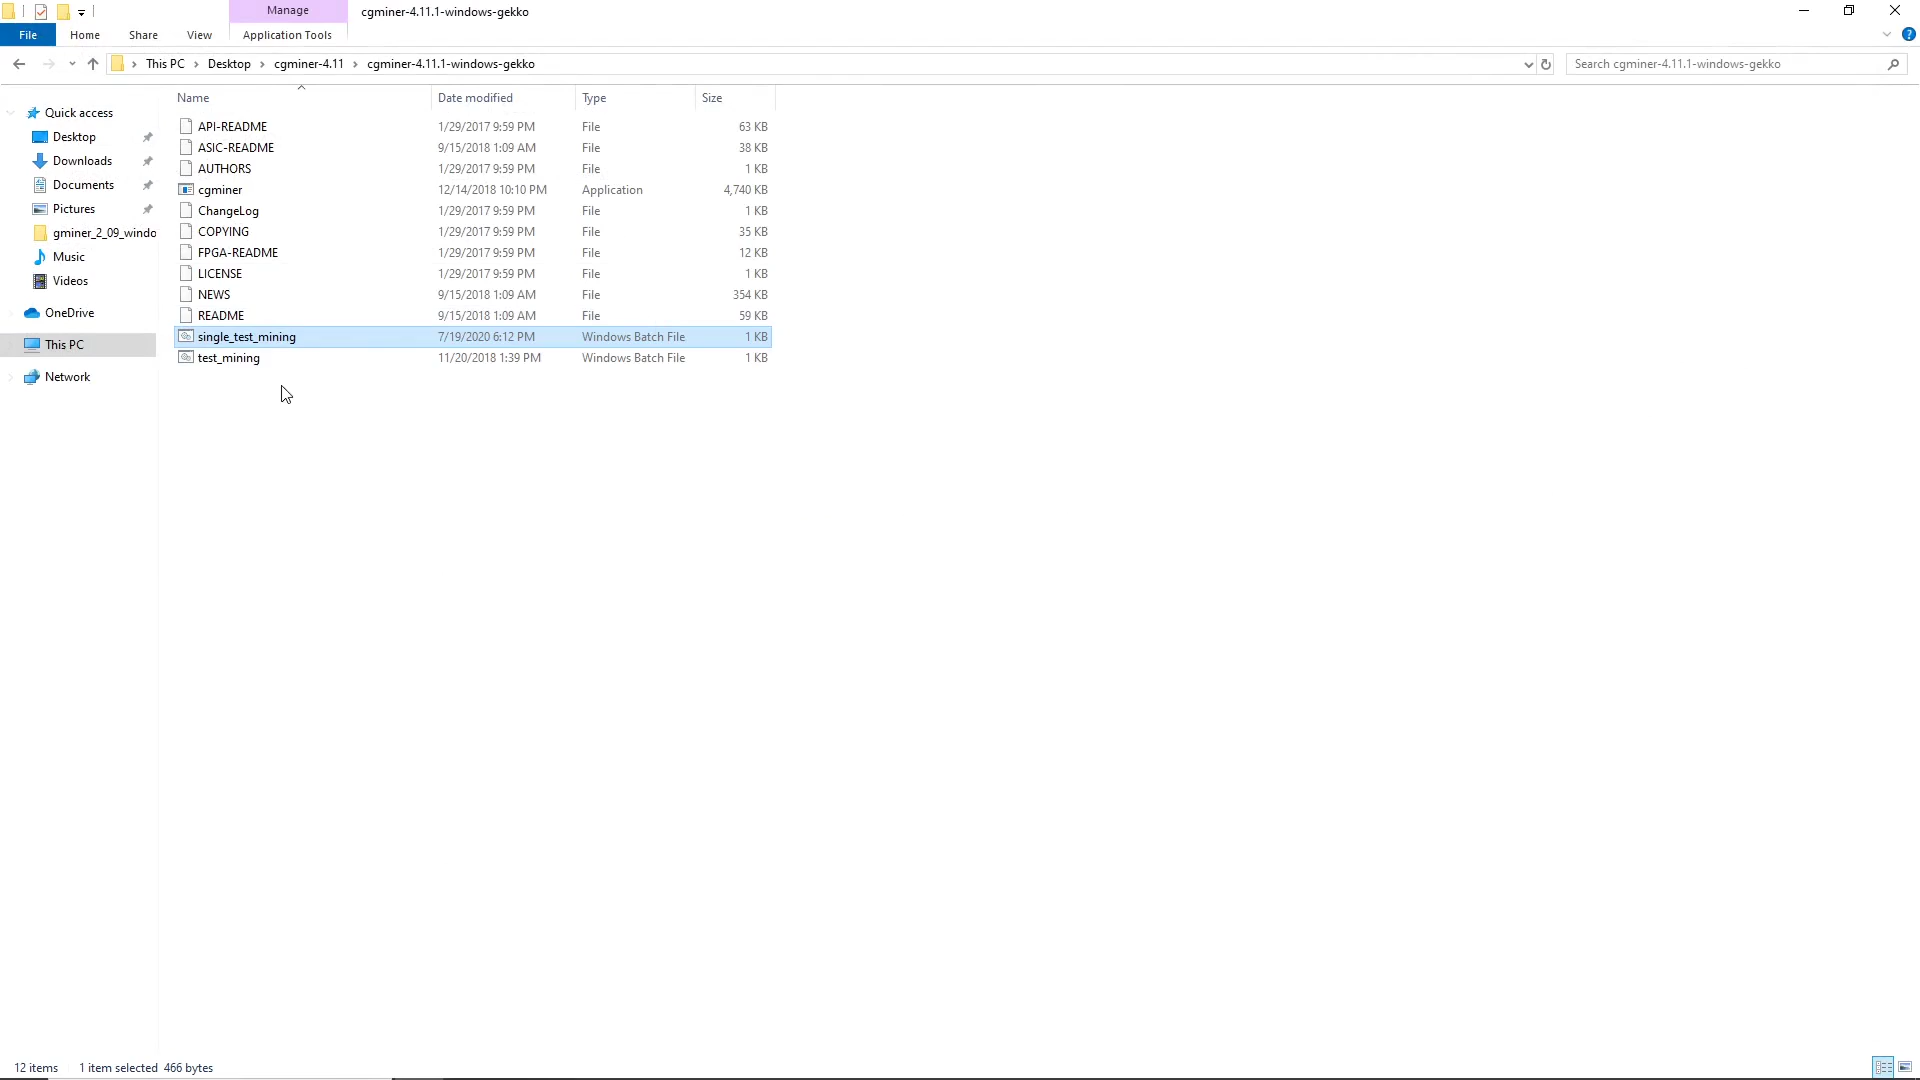 Manage
cgminer-4.11.1-windows-gekko
File Home Share View Application Tools
This PC Desktop cgminer-4.11 cgminer-4.11.1-windows-gekko
Search cgminer-4.11.1-windows-gekko
Name Date modified Type Size
Quick access
Desktop
Downloads
Documents
Pictures
gminer_2_09_windo
Music
Videos
OneDrive
This PC
Network
API-README 1/29/2017 9:59 PM File 63 KB
ASIC-README 9/15/2018 1:09 AM File 38 KB
AUTHORS 1/29/2017 9:59 PM File 1 KB
cgminer 12/14/2018 10:10 PM Application 4,740 KB
ChangeLog 1/29/2017 9:59 PM File 1 KB
COPYING 1/29/2017 9:59 PM File 35 KB
FPGA-README 1/29/2017 9:59 PM File 12 KB
LICENSE 1/29/2017 9:59 PM File 1 KB
NEWS 9/15/2018 1:09 AM File 354 KB
README 9/15/2018 1:09 AM File 59 KB
single_test_mining 7/19/2020 6:12 PM Windows Batch File 1 KB
test_mining 11/20/2018 1:39 PM Windows Batch File 1 KB
12 items 1 item selected 466 bytes